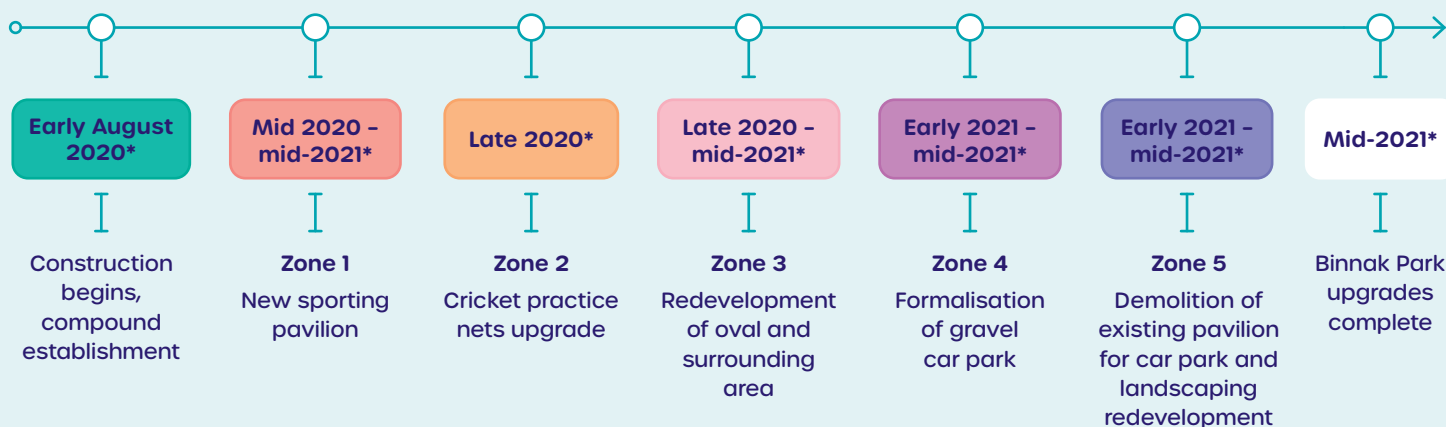 Early August
2020*
Construction
begins,
compound
establishment
Mid 2020 –
mid-2021*
Zone 1
New sporting
pavilion
Late 2020*
Zone 2
Cricket practice
nets upgrade
Late 2020 –
mid-2021*
Zone 3
Redevelopment
of oval and
surrounding
area
Early 2021 –
mid-2021*
Zone 4
Formalisation
of gravel
car park
Early 2021 –
mid-2021*
Zone 5
Demolition of
existing pavilion
for car park and
landscaping
redevelopment
Mid-2021*
Binnak Park
upgrades
complete